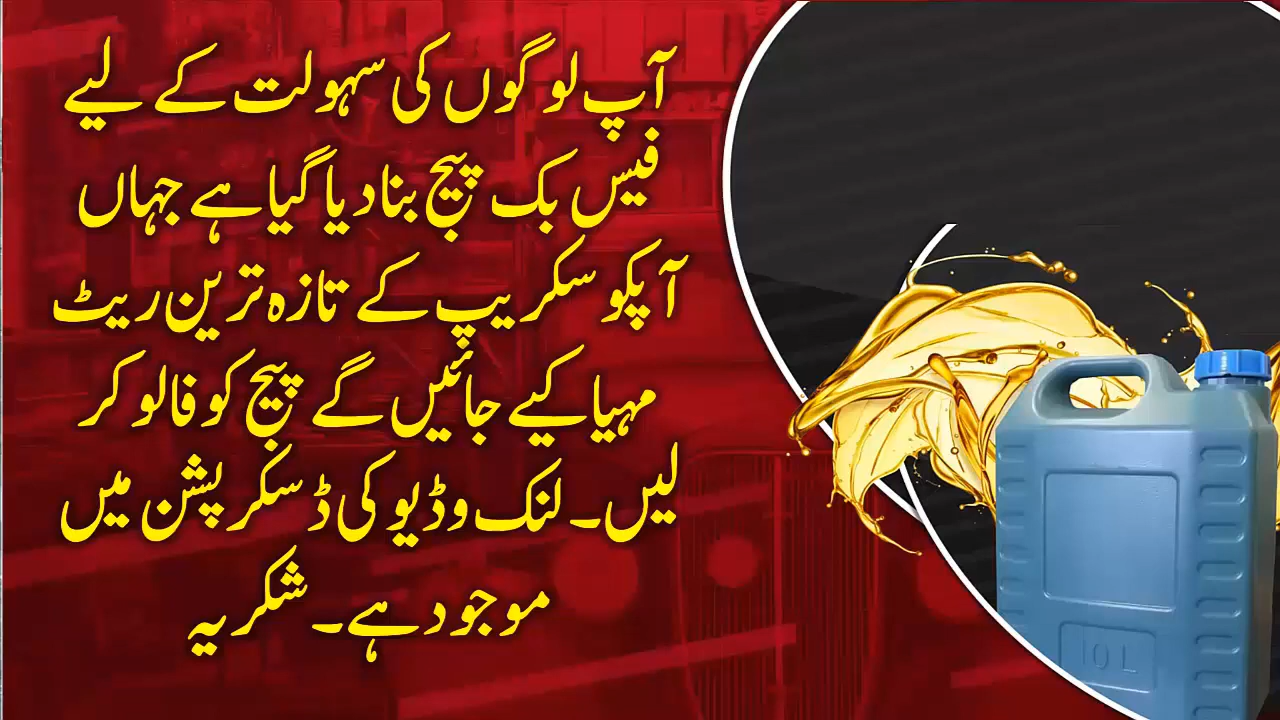 آپ لوگوں کی سہولت کے لیے
فیس بک پیج بنا دیا گیا ہے جہاں
آپکو سکریپ کے تازہ ترین ریٹ
مہیا کیے جائیں گے پیج کو فالو کر
لیں۔ لنک وڈیو کی ڈسکرپشن میں
موجود ہے۔ شکریہ
10 L